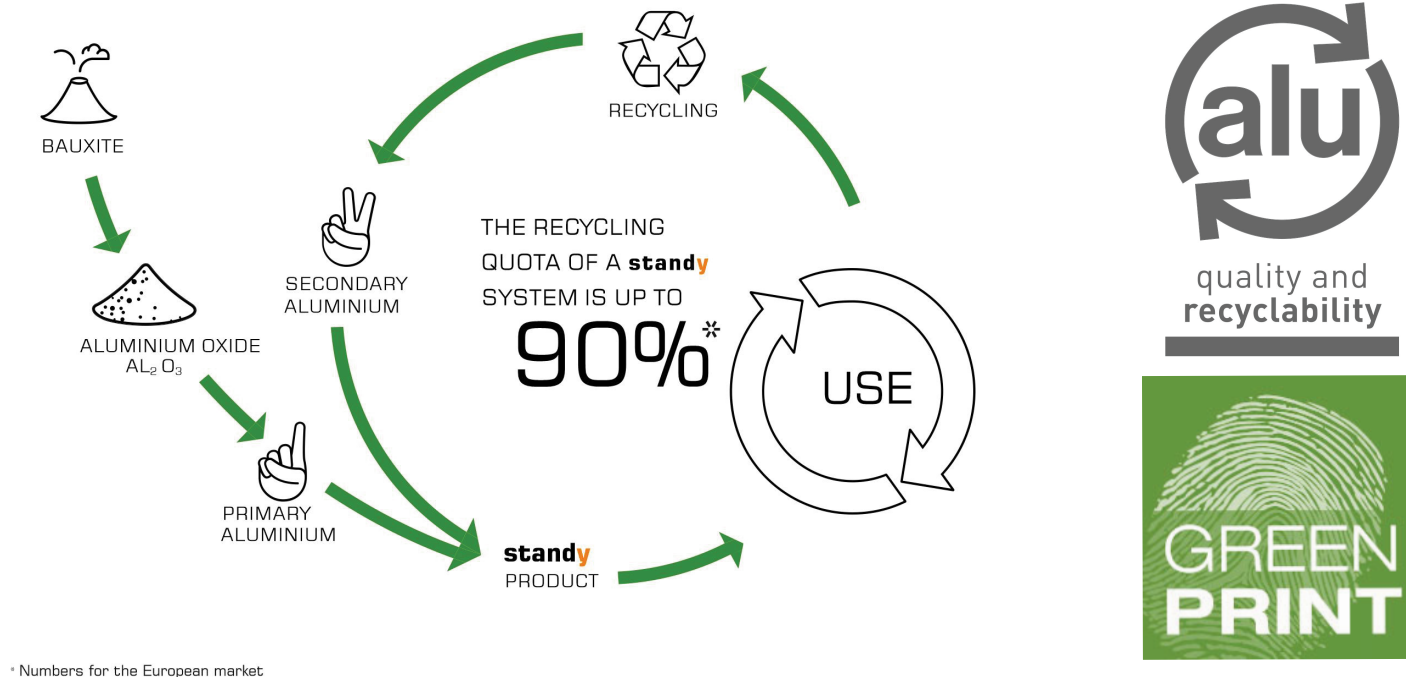 RECYCLING
BAUXITE
THE RECYCLING
QUOTA OF A standy
SYSTEM IS UP TO
90%*
SECONDARY
ALUMINIUM
ALUMINIUM OXIDE
AL₂ O₃
USE
PRIMARY
ALUMINIUM
standy
PRODUCT
* Numbers for the European market
alu
quality and
recyclability
GREEN
PRINT